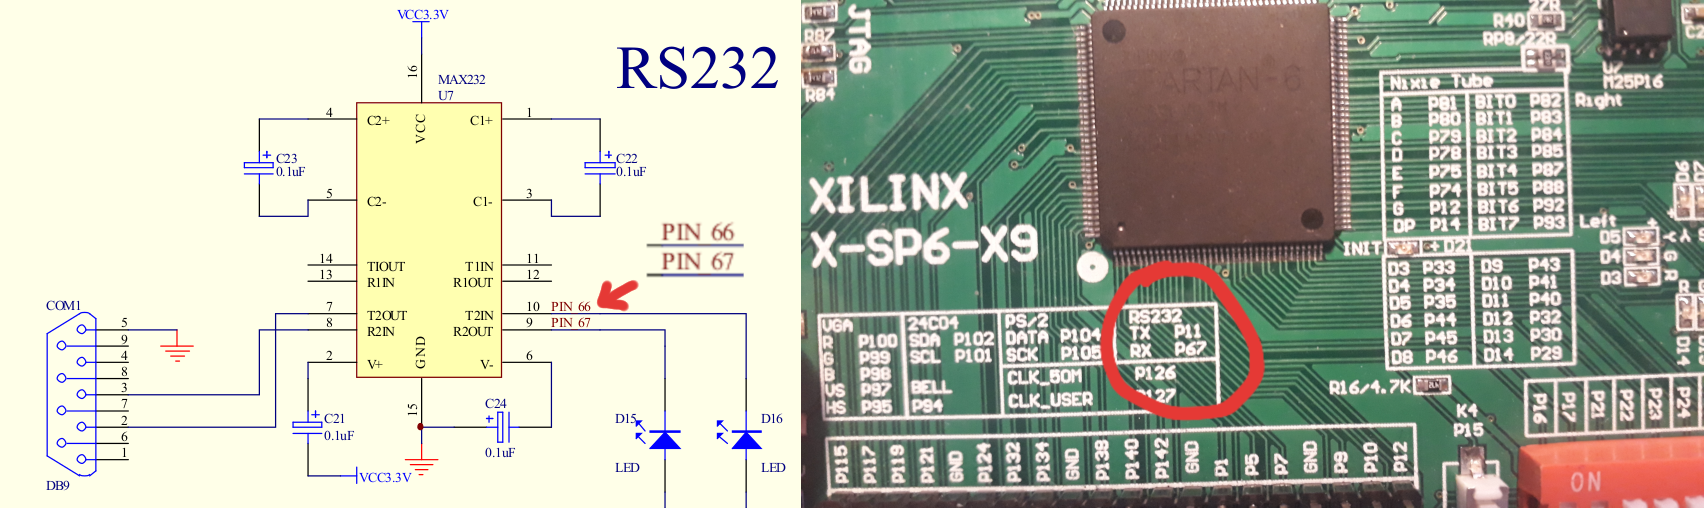 VCC3.3V
RS232
16
MAX232
U7
4 C2+ VCC C1+ 1
C23
0.1uF
C22
0.1uF
5 C2- C1- 3
PIN 66
PIN 67
14 T1OUT T1IN 11
13 R1IN R1OUT 12
7 T2OUT T2IN 10 PIN 66
8 R2IN R2OUT 9 PIN 67
2 V+ GND V- 6
COM1
5
9
4
8
3
7
2
6
1
DB9
15
C21
0.1uF
VCC3.3V
C24
0.1uF
D15
LED
D16
LED
JTAG
R87
R84
SPARTAN-6
27R
R40
RP8/22R
U7
M25P16
Nixie Tube
A P81 BIT0 P82
B P80 BIT1 P83
C P79 BIT2 P84
D P78 BIT3 P85
E P75 BIT4 P87
F P74 BIT5 P88
G P12 BIT6 P92
DP P14 BIT7 P93
Right
Left
XILINX
X-SP6-X9
INIT + D2
D5 Y
D4 G
D3 R
D3 P33 D9 P43
D4 P34 D10 P41
D5 P35 D11 P40
D6 P44 D12 P32
D7 P45 D13 P30
D8 P46 D14 P29
D14
VGA
R P100
G P99
B P98
VS P97
HS P95
24C04
SDA P102
SCL P101
BELL
P94
PS/2
DATA P104
SCK P105
RS232
TX P11
RX P67
CLK_50M P126
CLK_USER P127
R16/4.7K
K4
P15
P115 P117 P119 P121 GND P124 P132 P134 GND P138 P140 P142 GND P1 P5 P7 GND P9 P10 P12
P16 P17 P21 P22 P23 P24
ON